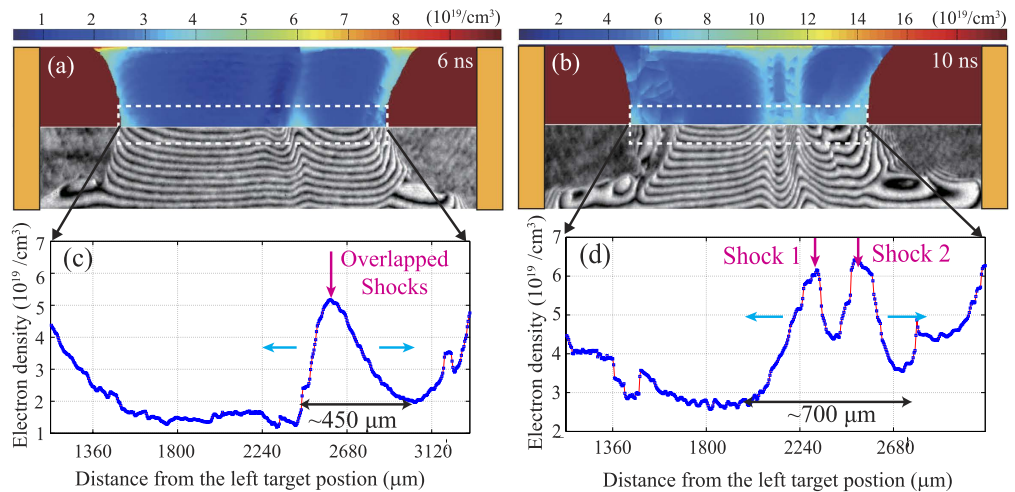 1 2 3 4 5 6 7 8 (10¹⁹/cm³)
(a) 6 ns
2 4 6 8 10 12 14 16 (10¹⁹/cm³)
(b) 10 ns
Electron density (10¹⁹ /cm³)
7
6
5
4
3
2
1
(c)
Overlapped
Shocks
~450 μm
1360 1800 2240 2680 3120
Distance from the left target postion (μm)
Electron density (10¹⁹ /cm³)
7
6
5
4
3
2
(d)
Shock 1 Shock 2
~700 μm
1360 1800 2240 2680
Distance from the left target postion (μm)